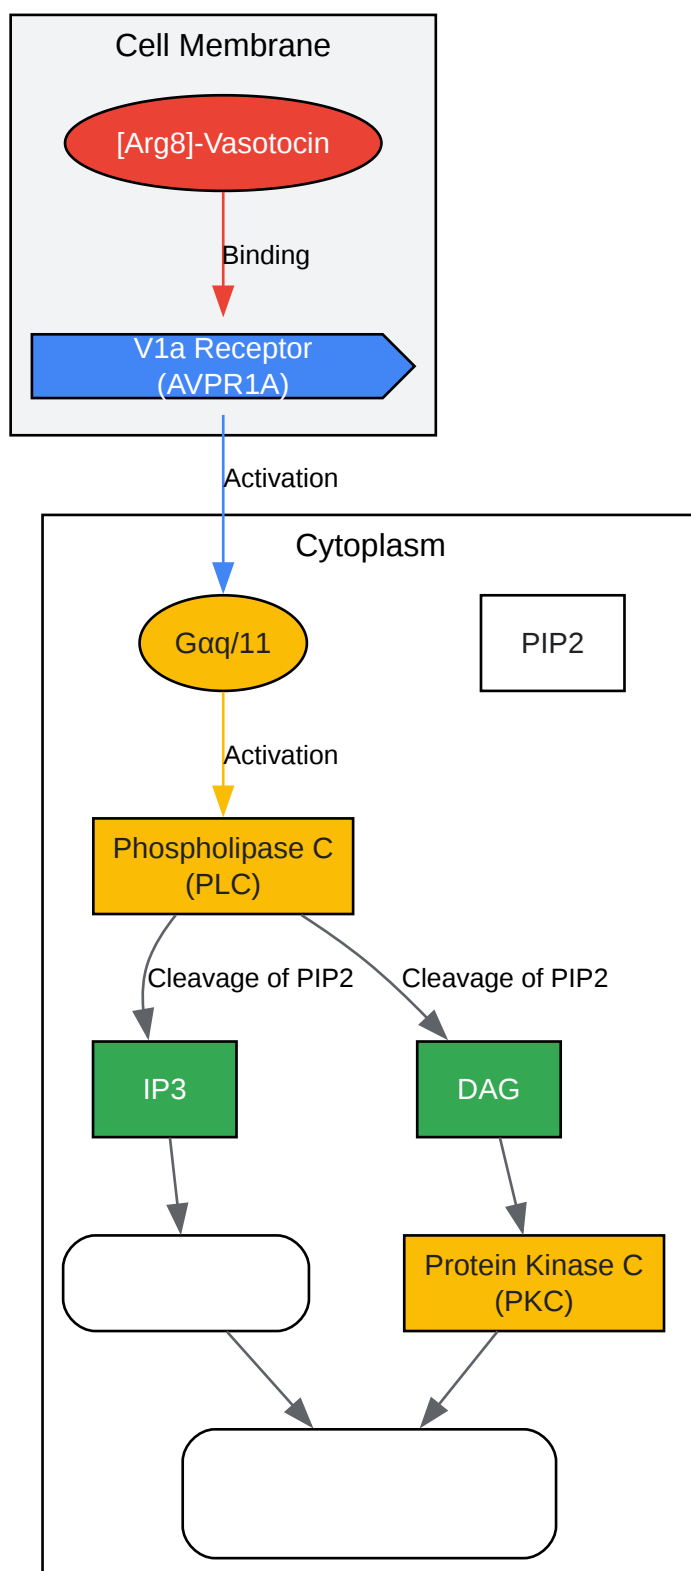 Cell Membrane
[Arg8]-Vasotocin
Binding
V1a Receptor
(AVPR1A)
Activation
Cytoplasm
Gαq/11
PIP2
Activation
Phospholipase C
(PLC)
Cleavage of PIP2
Cleavage of PIP2
IP3
DAG
Protein Kinase C
(PKC)